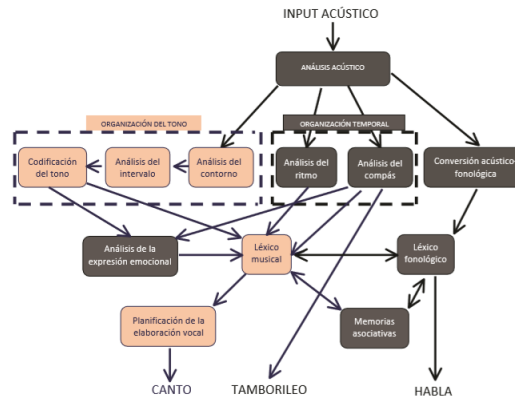 INPUT ACÚSTICO
ANÁLISIS ACÚSTICO
ORGANIZACIÓN DEL TONO
ORGANIZACIÓN TEMPORAL
Codificación
del tono
Análisis del
intervalo
Análisis del
contorno
Análisis del
ritmo
Análisis del
compás
Conversión acústico-
fonológica
Análisis de la
expresión emocional
Léxico
musical
Léxico
fonológico
Planificación de la
elaboración vocal
Memorias
asociativas
CANTO
TAMBORILEO
HABLA